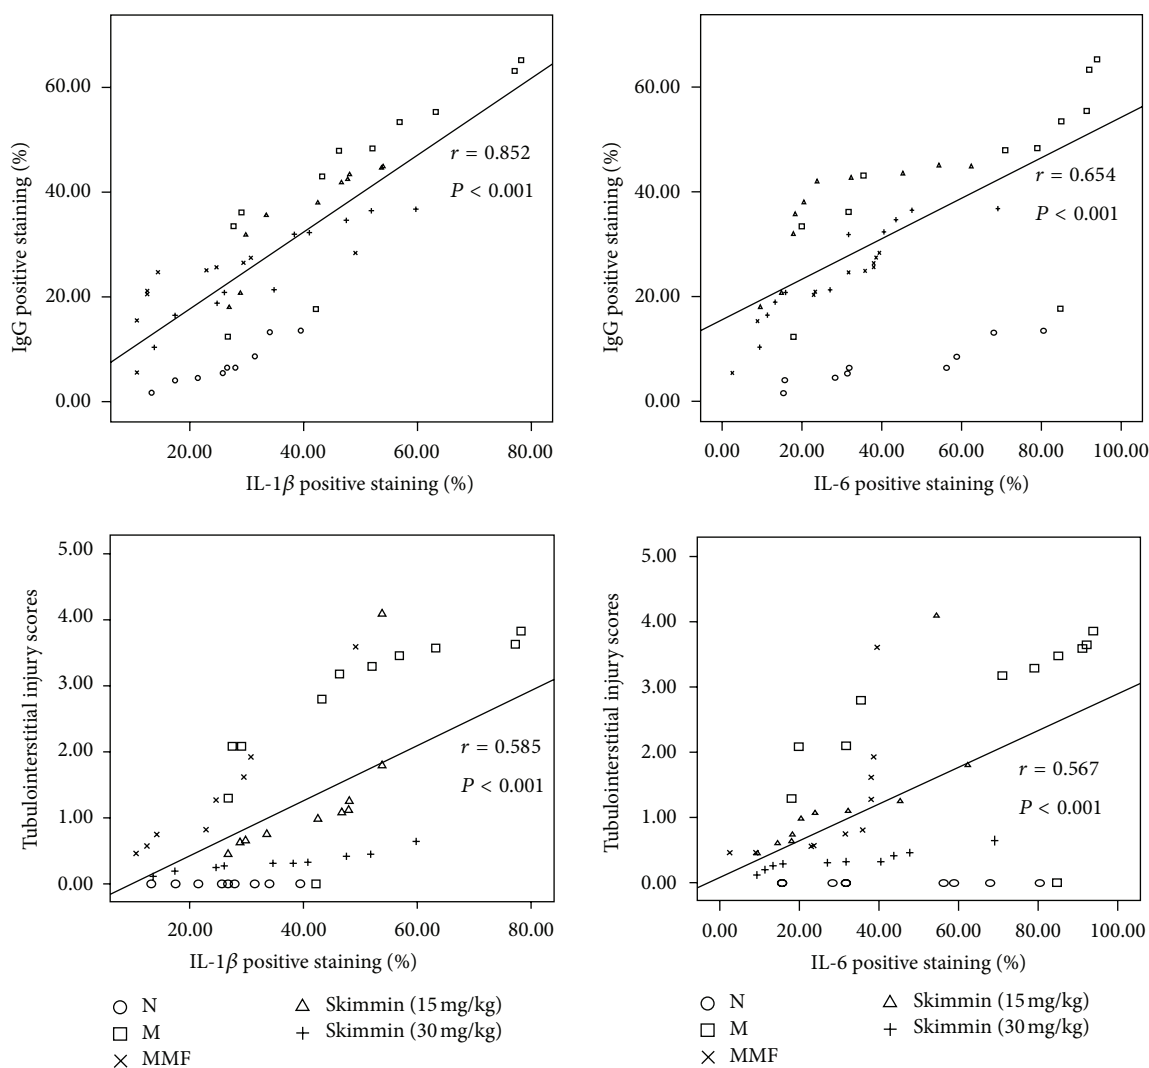 60.00
40.00
20.00
0.00
IgG positive staining (%)
r = 0.852
P < 0.001
20.00 40.00 60.00 80.00
IL-1β positive staining (%)
60.00
40.00
20.00
0.00
IgG positive staining (%)
r = 0.654
P < 0.001
0.00 20.00 40.00 60.00 80.00 100.00
IL-6 positive staining (%)
5.00
4.00
3.00
2.00
1.00
0.00
Tubulointerstitial injury scores
r = 0.585
P < 0.001
20.00 40.00 60.00 80.00
IL-1β positive staining (%)
N
M
MMF
Skimmin (15 mg/kg)
Skimmin (30 mg/kg)
5.00
4.00
3.00
2.00
1.00
0.00
Tubulointerstitial injury scores
r = 0.567
P < 0.001
0.00 20.00 40.00 60.00 80.00 100.00
IL-6 positive staining (%)
N
M
MMF
Skimmin (15 mg/kg)
Skimmin (30 mg/kg)